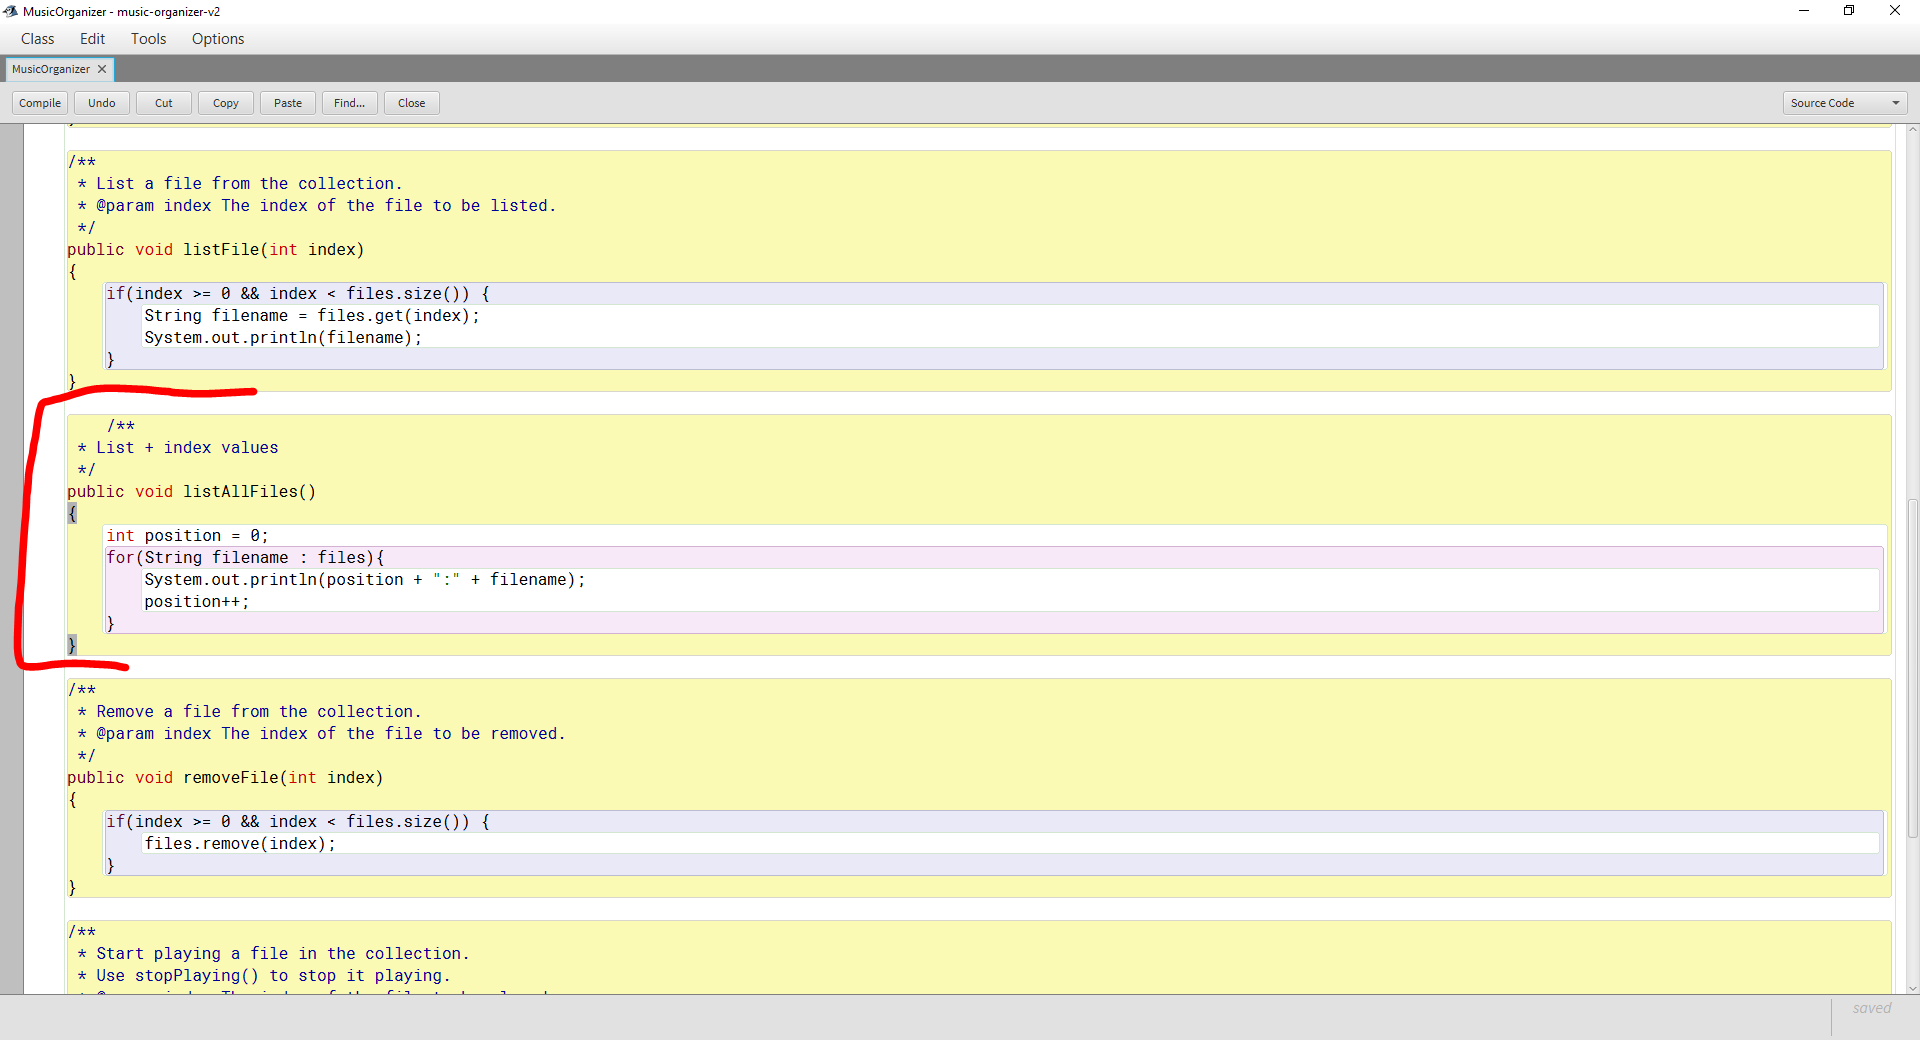 MusicOrganizer - music-organizer-v2
Class Edit Tools Options
MusicOrganizer
Compile Undo Cut Copy Paste Find... Close Source Code
/**
 * List a file from the collection.
 * @param index The index of the file to be listed.
 */
public void listFile(int index)
{
    if(index >= 0 && index < files.size()) {
        String filename = files.get(index);
        System.out.println(filename);
    }
}
    /**
 * List + index values
 */
public void listAllFiles()
{
    int position = 0;
    for(String filename : files){
        System.out.println(position + ":" + filename);
        position++;
    }
}
/**
 * Remove a file from the collection.
 * @param index The index of the file to be removed.
 */
public void removeFile(int index)
{
    if(index >= 0 && index < files.size()) {
        files.remove(index);
    }
}
/**
 * Start playing a file in the collection.
 * Use stopPlaying() to stop it playing.
saved